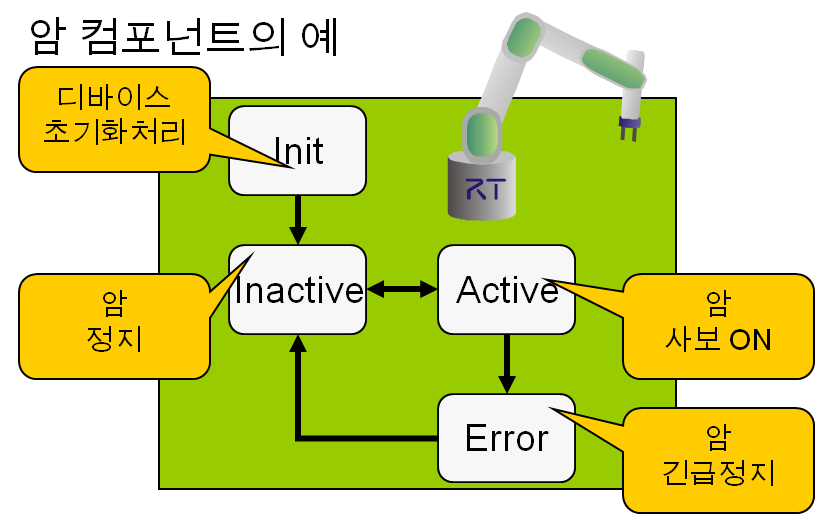 암 컴포넌트의 예
디바이스
초기화처리
Init
RT
암
정지
Inactive
Active
암
사보 ON
Error
암
긴급정지